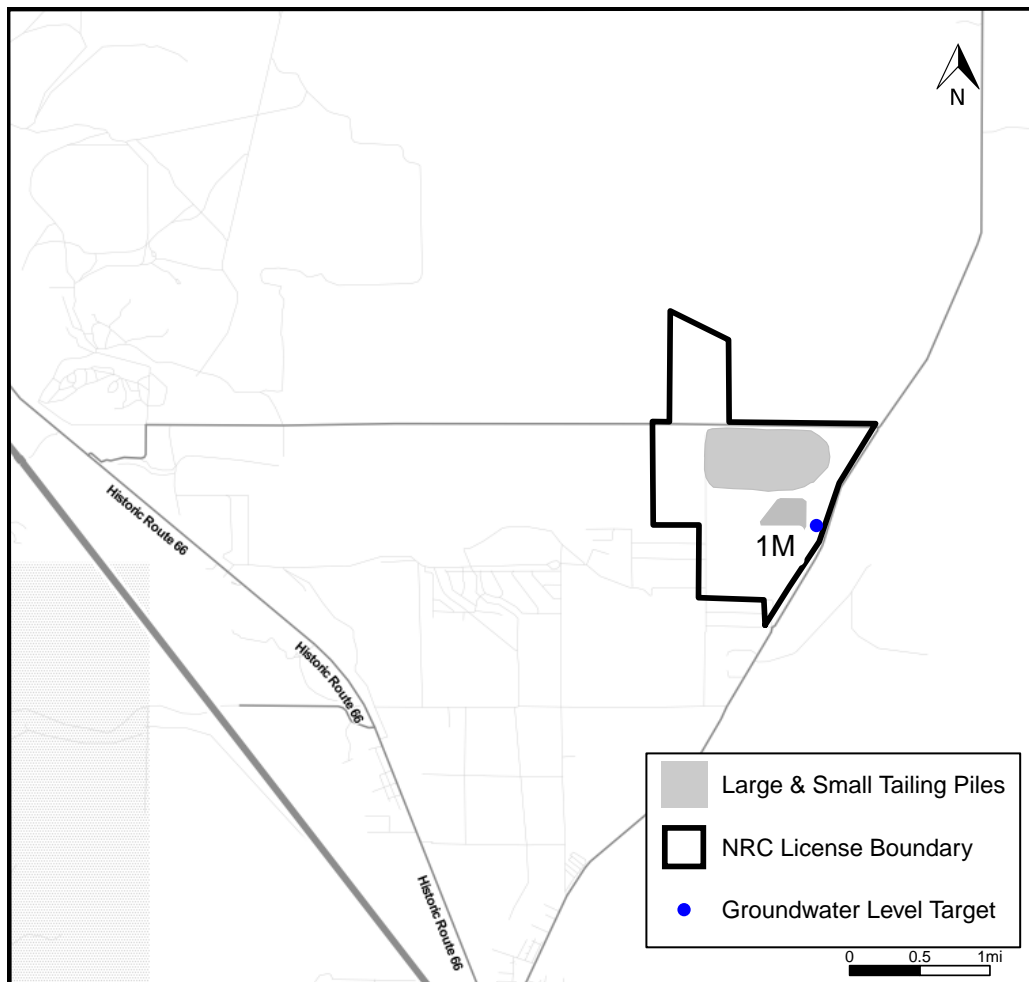 N
Historic Route 66
1M
Historic Route 66
Large & Small Tailing Piles
NRC License Boundary
Historic Route 66
Groundwater Level Target
0 0.5 1mi